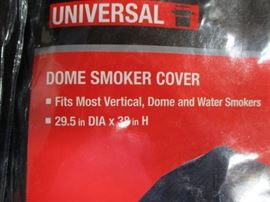 UNIVERSAL
DOME SMOKER COVER
▪ Fits Most Vertical, Dome and Water Smokers
▪ 29.5 in DIA x in H